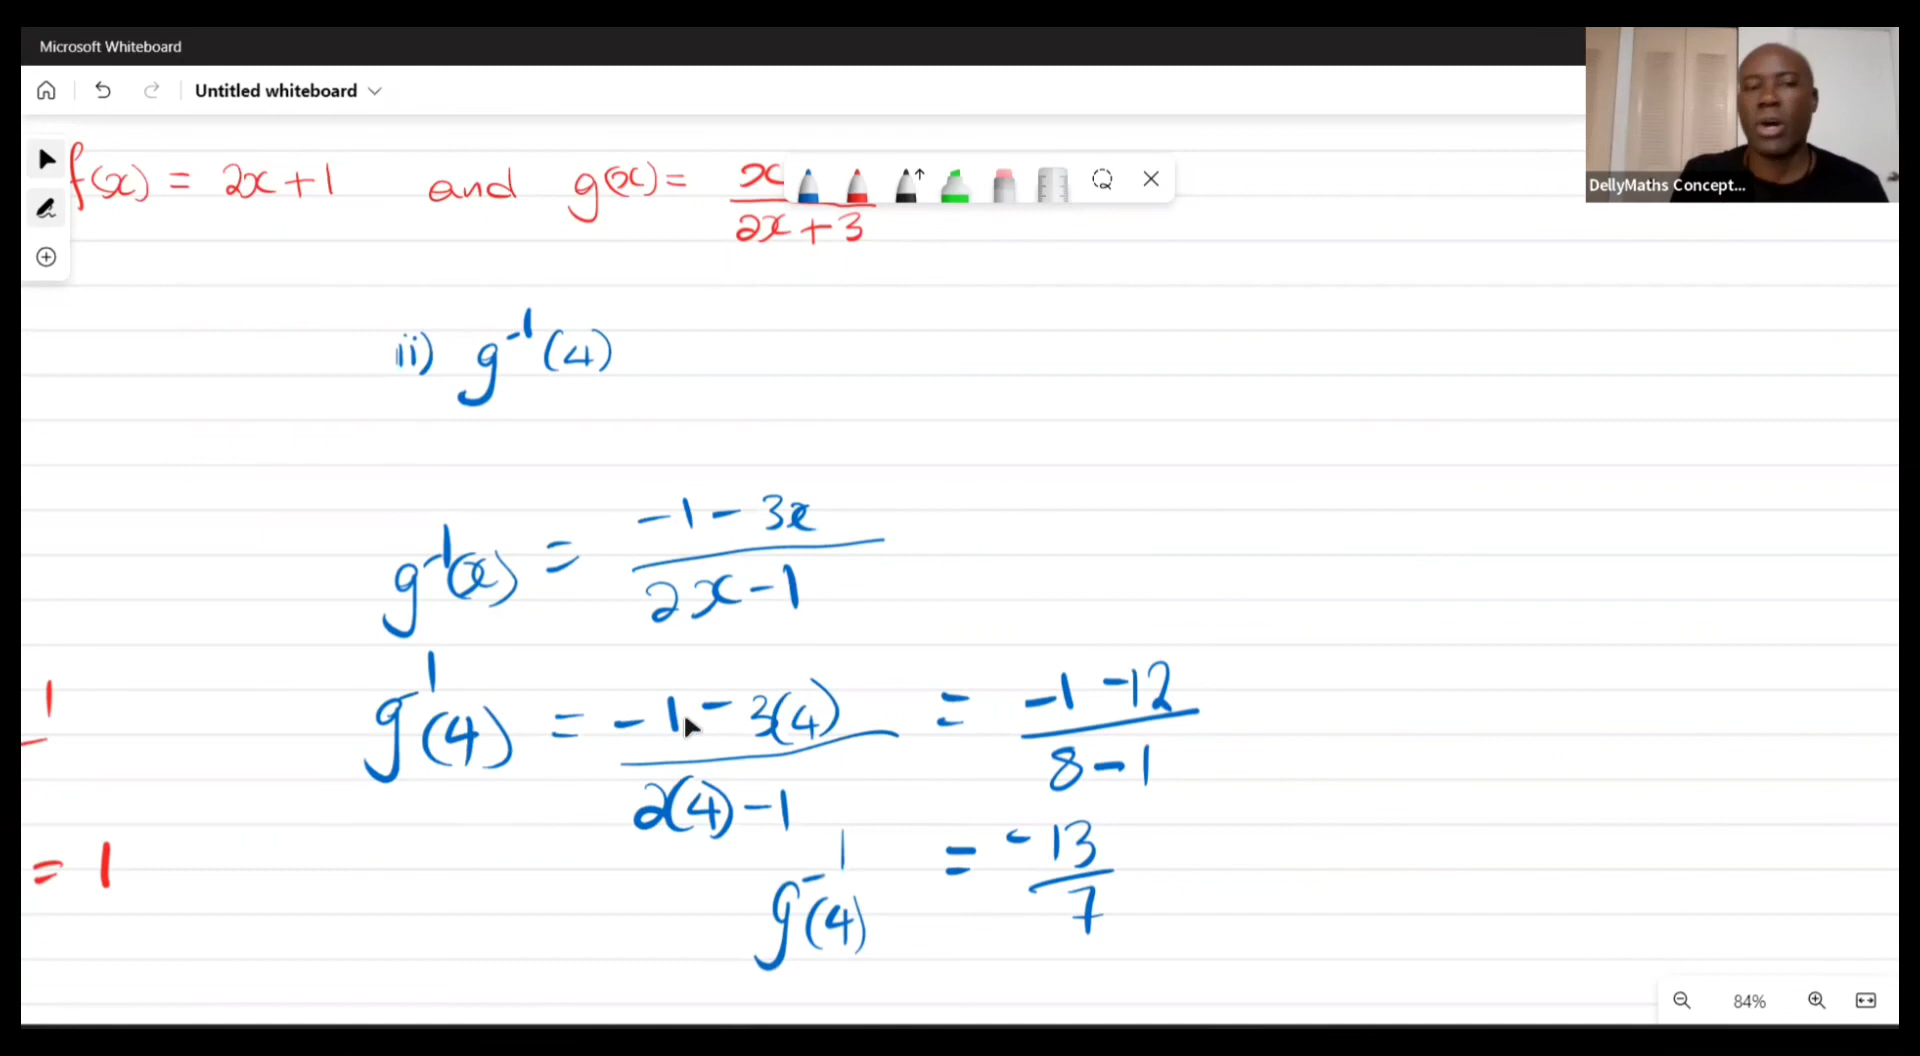 Microsoft Whiteboard
Untitled whiteboard
DellyMaths Concept...
f(x) = 2x+1 and g(x) = x / 2x+3
ii) g⁻¹(4)
g⁻¹(x) = -1-3x / 2x-1
g⁻¹(4) = -1-3(4) / 2(4)-1 = -1-12 / 8-1
1
g⁻¹(4) = -13/7
= 1
84%